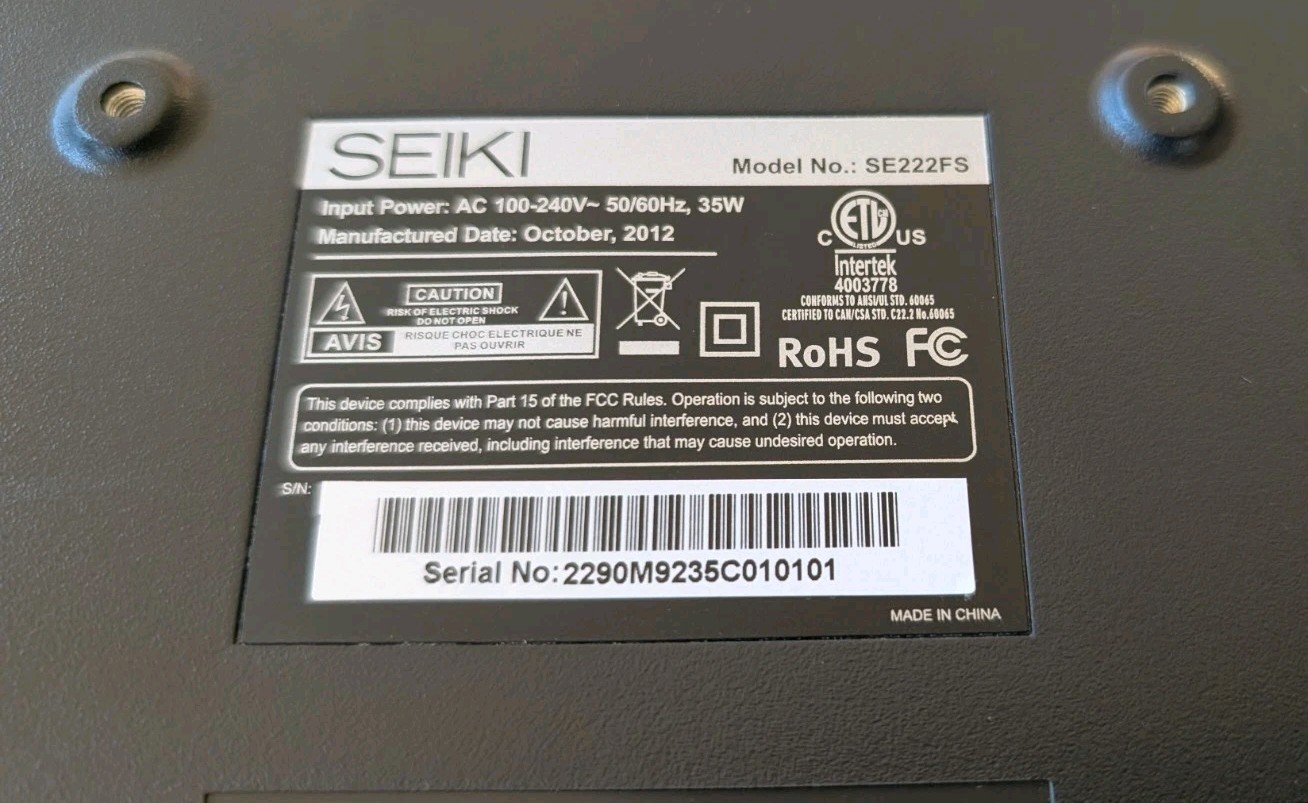 SEIKI
Model No.: SE222FS
Input Power: AC 100-240V~ 50/60Hz, 35W
Manufactured Date: October, 2012
ETL CM
LISTED
C US
Intertek
4003778
CONFORMS TO ANSI/UL STD. 60065
CERTIFIED TO CAN/CSA STD. C22.2 No.60065
CAUTION
RISK OF ELECTRIC SHOCK
DO NOT OPEN
AVIS
RISQUE CHOC ELECTRIQUE NE
PAS OUVRIR
RoHS FC
This device complies with Part 15 of the FCC Rules. Operation is subject to the following two
conditions: (1) this device may not cause harmful interference, and (2) this device must accept
any interference received, including interference that may cause undesired operation.
S/N:
Serial No:2290M9235C010101
MADE IN CHINA